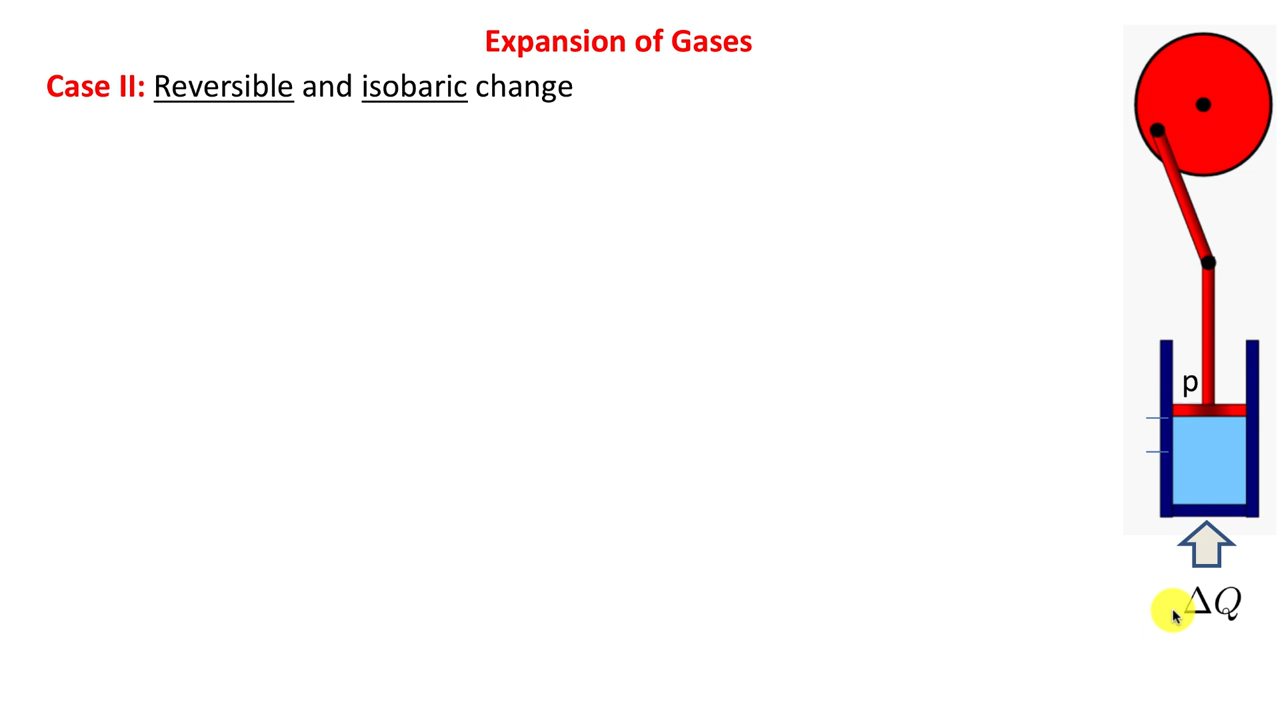 Expansion of Gases
Case II: Reversible and isobaric change
p
ΔQ